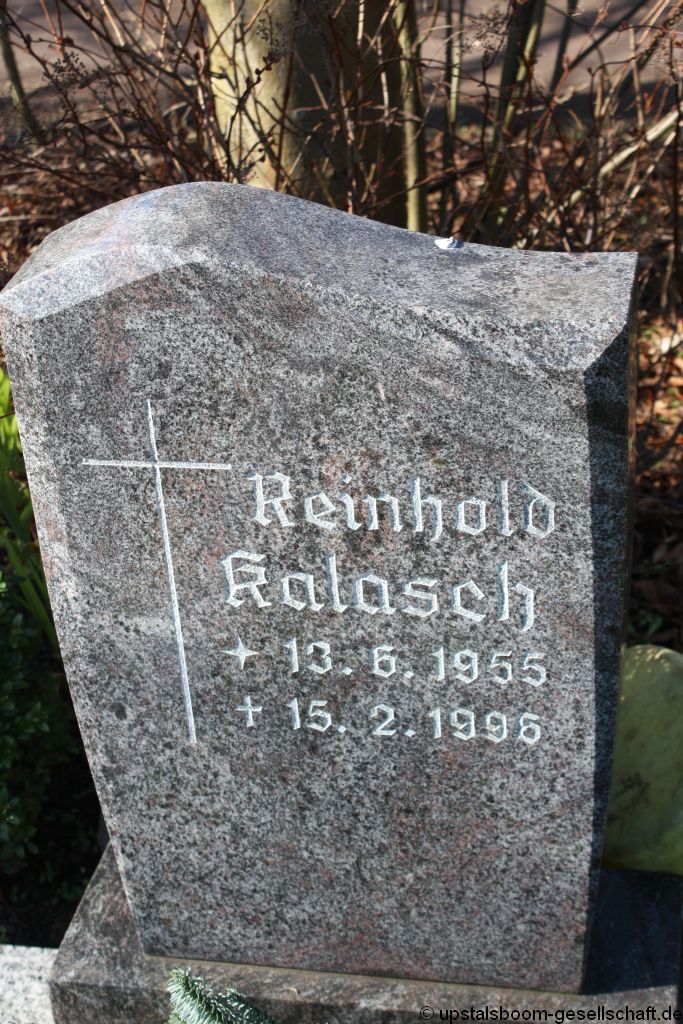 Reinhold
Kalasch
✦ 13. 6. 1955
✝ 15. 2. 1996
© upstalsboom-gesellschaft.de